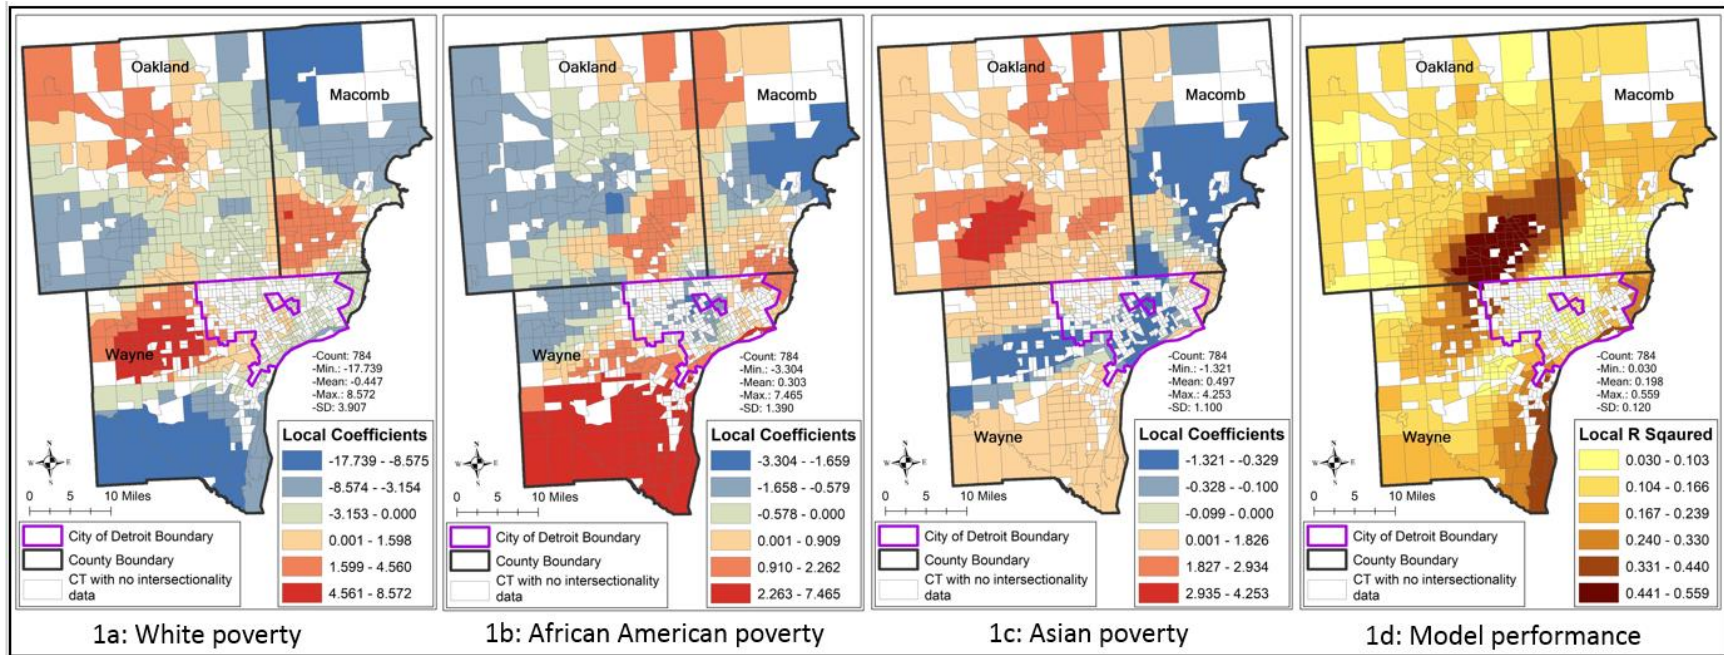 Oakland
Macomb
Wayne
-Count: 784
-Min.: -17.739
-Mean: -0.447
-Max.: 8.572
-SD: 3.907
N
W E
S
0 5 10 Miles
City of Detroit Boundary
County Boundary
CT with no intersectionality
data
Local Coefficients
-17.739 - -8.575
-8.574 - -3.154
-3.153 - 0.000
0.001 - 1.598
1.599 - 4.560
4.561 - 8.572
1a: White poverty
Oakland
Macomb
Wayne
-Count: 784
-Min.: -3.304
-Mean: 0.303
-Max.: 7.465
-SD: 1.390
N
W E
S
0 5 10 Miles
City of Detroit Boundary
County Boundary
CT with no intersectionality
data
Local Coefficients
-3.304 - -1.659
-1.658 - -0.579
-0.578 - 0.000
0.001 - 0.909
0.910 - 2.262
2.263 - 7.465
1b: African American poverty
Oakland
Macomb
Wayne
-Count: 784
-Min.: -1.321
-Mean: 0.497
-Max.: 4.253
-SD: 1.100
N
W E
S
0 5 10 Miles
City of Detroit Boundary
County Boundary
CT with no intersectionality
data
Local Coefficients
-1.321 - -0.329
-0.328 - -0.100
-0.099 - 0.000
0.001 - 1.826
1.827 - 2.934
2.935 - 4.253
1c: Asian poverty
Oakland
Macomb
Wayne
-Count: 784
-Min.: 0.030
-Mean: 0.198
-Max.: 0.559
-SD: 0.120
N
W E
S
0 5 10 Miles
City of Detroit Boundary
County Boundary
CT with no intersectionality
data
Local R Sqaured
0.030 - 0.103
0.104 - 0.166
0.167 - 0.239
0.240 - 0.330
0.331 - 0.440
0.441 - 0.559
1d: Model performance